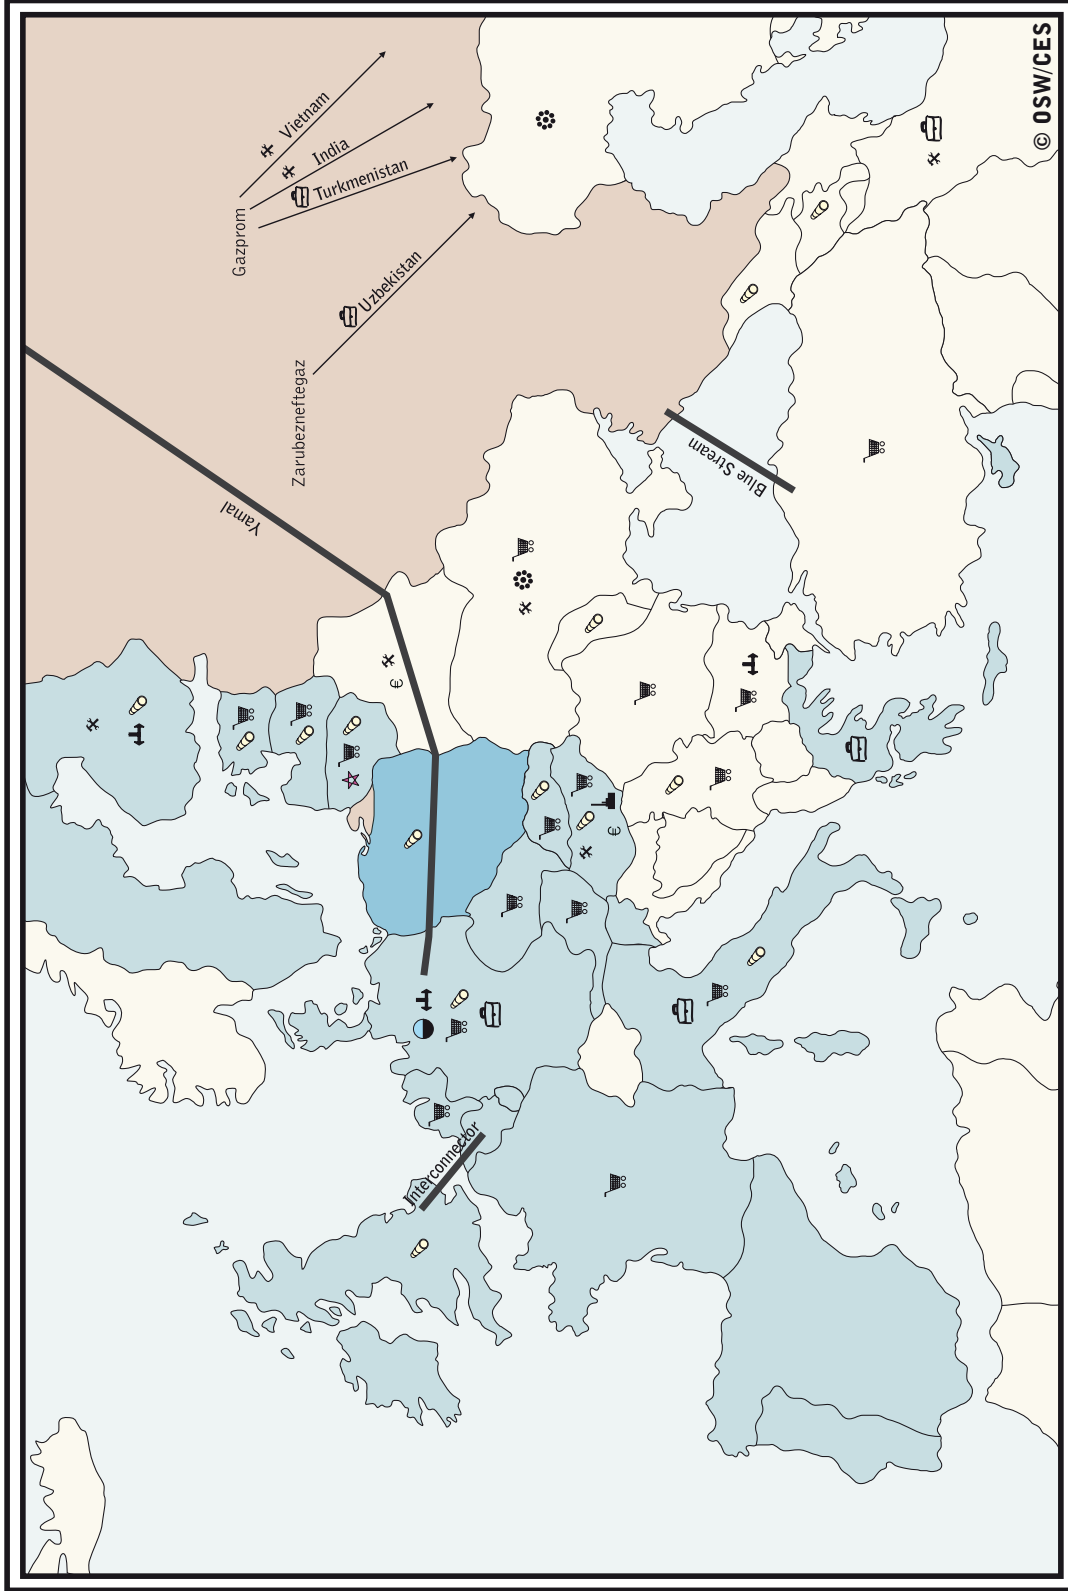 © OSW/CES
Vietnam
India
Turkmenistan
Gazprom
Uzbekistan
Zarubezneftegaz
Yamal
Blue Stream
€
€
Interconnector